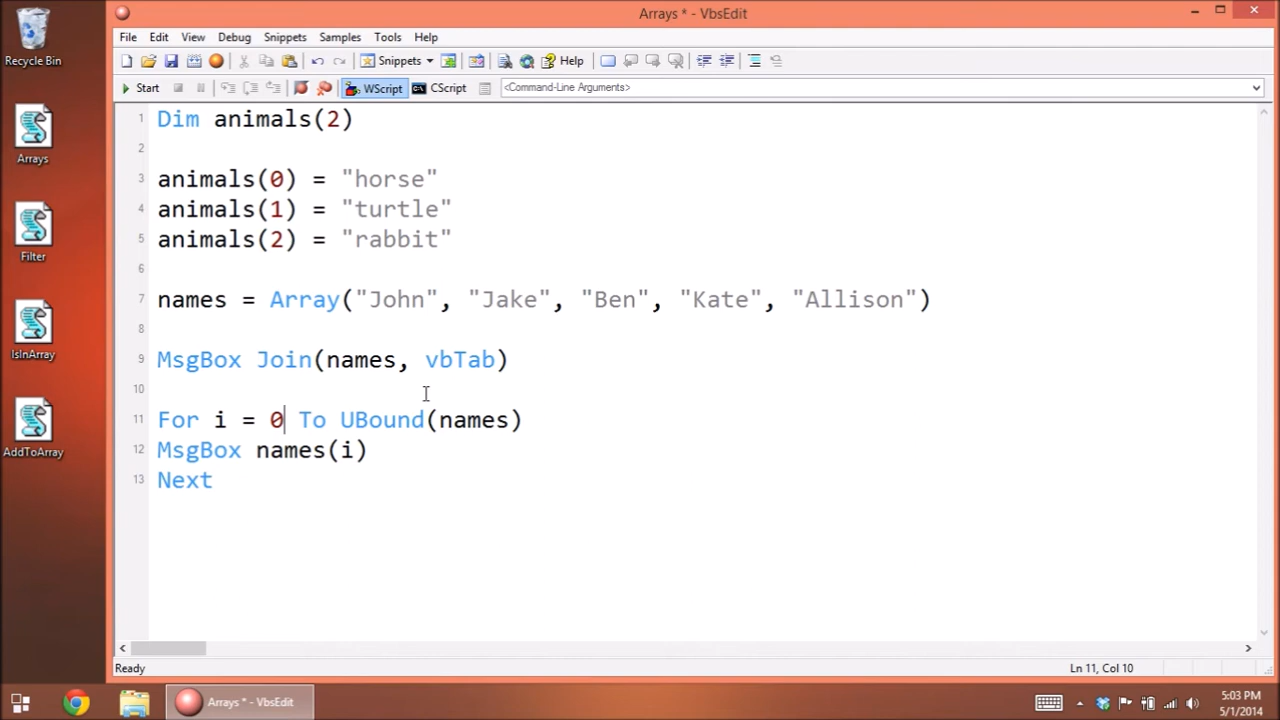 Arrays * - VbsEdit
File Edit View Debug Snippets Samples Tools Help
Snippets Help
Start WScript CScript <Command-Line Arguments>
1 Dim animals(2)
2
3 animals(0) = "horse"
4 animals(1) = "turtle"
5 animals(2) = "rabbit"
6
7 names = Array("John", "Jake", "Ben", "Kate", "Allison")
8
9 MsgBox Join(names, vbTab)
10
11 For i = 0 To UBound(names)
12 MsgBox names(i)
13 Next
Ready Ln 11, Col 10
Recycle Bin
Arrays
Filter
IsInArray
AddToArray
Arrays * - VbsEdit
5:03 PM
5/1/2014